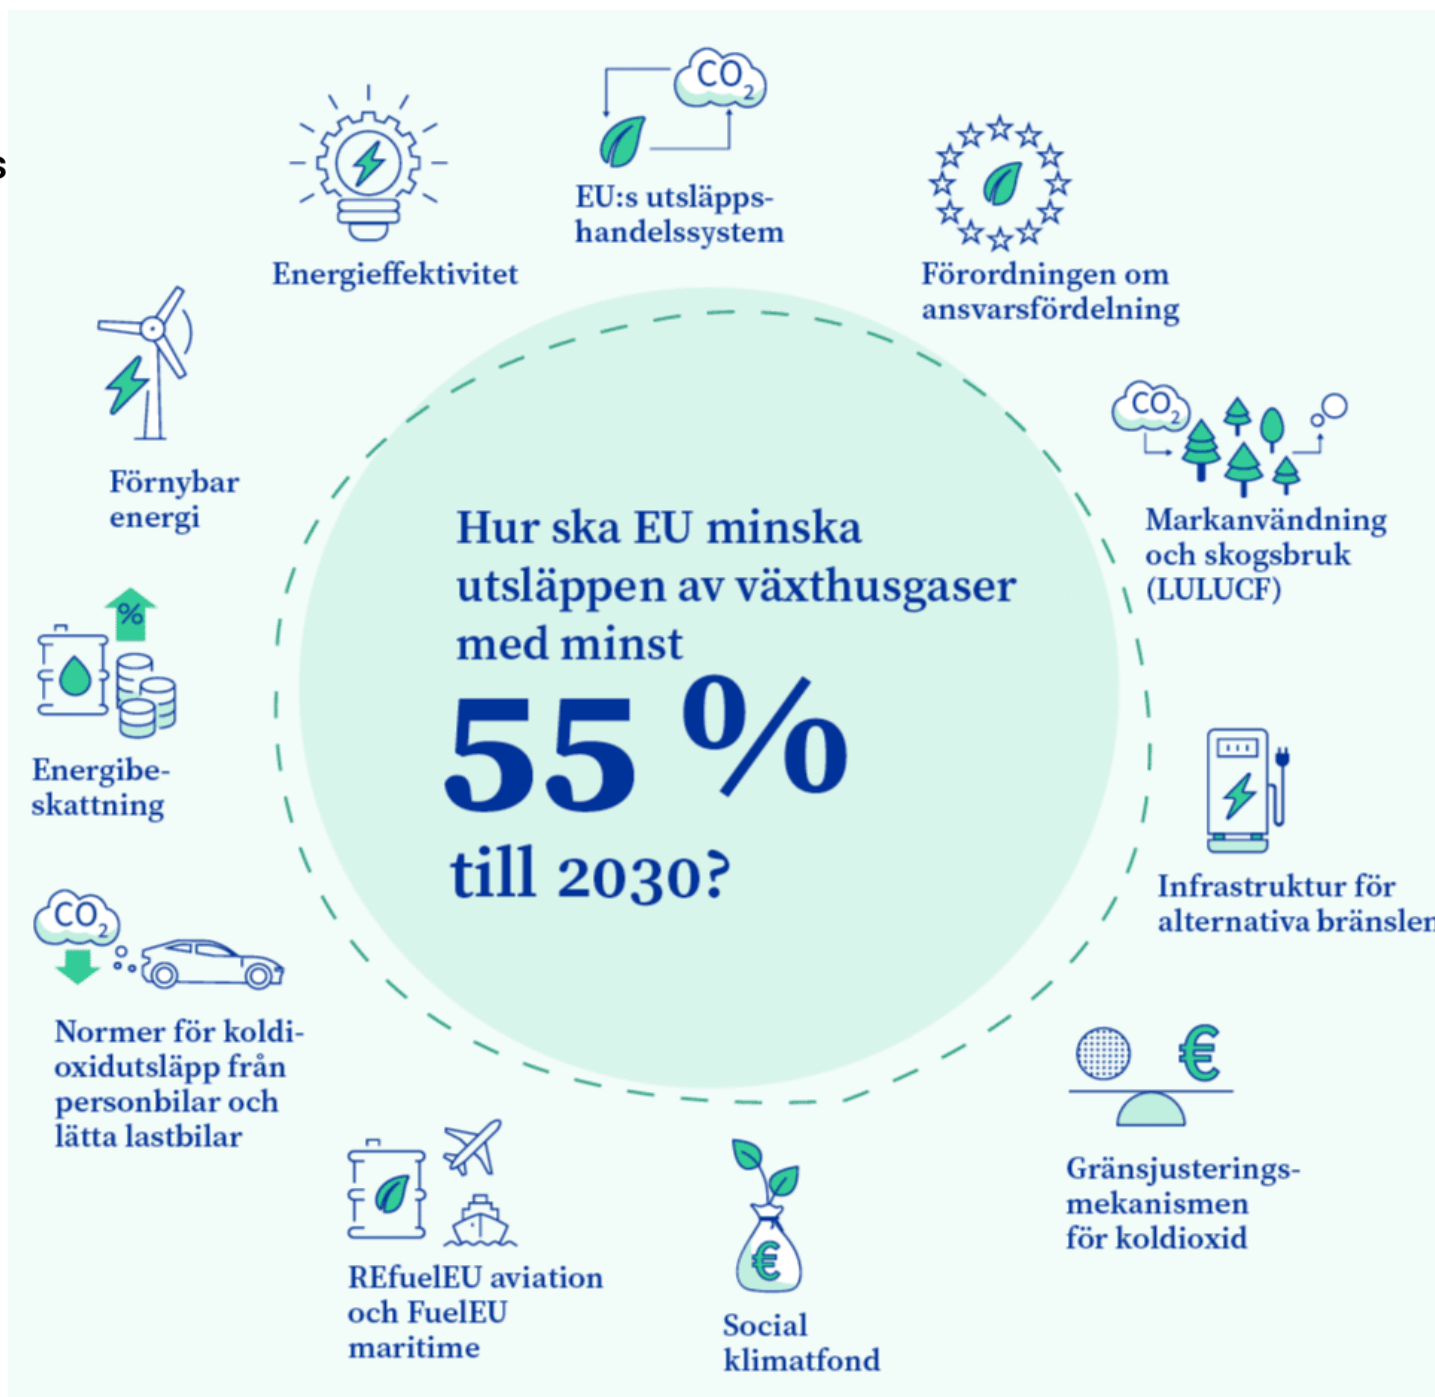 s
CO2
EU:s utsläpps-
handelssystem
Energieffektivitet
Förordningen om
ansvarsfördelning
CO2
Markanvändning
och skogsbruk
(LULUCF)
Förnybar
energi
Hur ska EU minska
utsläppen av växthusgaser
med minst
55 %
till 2030?
%
Energibe-
skattning
Infrastruktur för
alternativa bränslen
CO2
Normer för koldi-
oxidutsläpp från
personbilar och
lätta lastbilar
€
Gränsjusterings-
mekanismen
för koldioxid
REfuelEU aviation
och FuelEU
maritime
€
Social
klimatfond